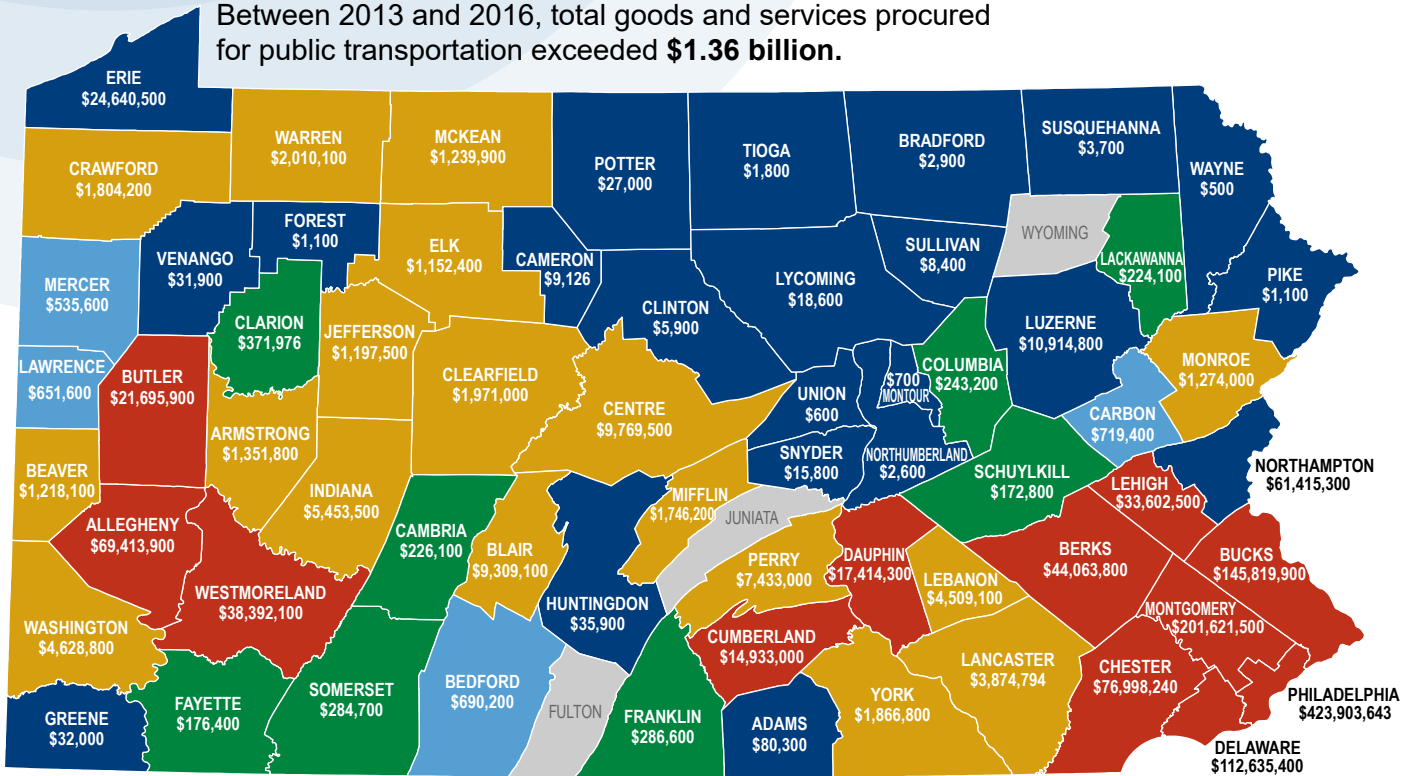 Between 2013 and 2016, total goods and services procured
for public transportation exceeded $1.36 billion.
ERIE
$24,640,500
CRAWFORD
$1,804,200
WARREN
$2,010,100
MCKEAN
$1,239,900
POTTER
$27,000
TIOGA
$1,800
BRADFORD
$2,900
SUSQUEHANNA
$3,700
WAYNE
$500
MERCER
$535,600
VENANGO
$31,900
FOREST
$1,100
ELK
$1,152,400
CAMERON
$9,126
CLINTON
$5,900
LYCOMING
$18,600
SULLIVAN
$8,400
WYOMING
LACKAWANNA
$224,100
PIKE
$1,100
LAWRENCE
$651,600
BUTLER
$21,695,900
CLARION
$371,976
JEFFERSON
$1,197,500
CLEARFIELD
$1,971,000
CENTRE
$9,769,500
UNION
$600
$700
MONTOUR
COLUMBIA
$243,200
LUZERNE
$10,914,800
CARBON
$719,400
MONROE
$1,274,000
BEAVER
$1,218,100
ARMSTRONG
$1,351,800
INDIANA
$5,453,500
SNYDER
$15,800
NORTHUMBERLAND
$2,600
SCHUYLKILL
$172,800
LEHIGH
$33,602,500
NORTHAMPTON
$61,415,300
ALLEGHENY
$69,413,900
WESTMORELAND
$38,392,100
CAMBRIA
$226,100
BLAIR
$9,309,100
HUNTINGDON
$35,900
MIFFLIN
$1,746,200
JUNIATA
PERRY
$7,433,000
DAUPHIN
$17,414,300
LEBANON
$4,509,100
BERKS
$44,063,800
BUCKS
$145,819,900
MONTGOMERY
$201,621,500
WASHINGTON
$4,628,800
GREENE
$32,000
FAYETTE
$176,400
SOMERSET
$284,700
BEDFORD
$690,200
FULTON
FRANKLIN
$286,600
CUMBERLAND
$14,933,000
ADAMS
$80,300
YORK
$1,866,800
LANCASTER
$3,874,794
CHESTER
$76,998,240
PHILADELPHIA
$423,903,643
DELAWARE
$112,635,400